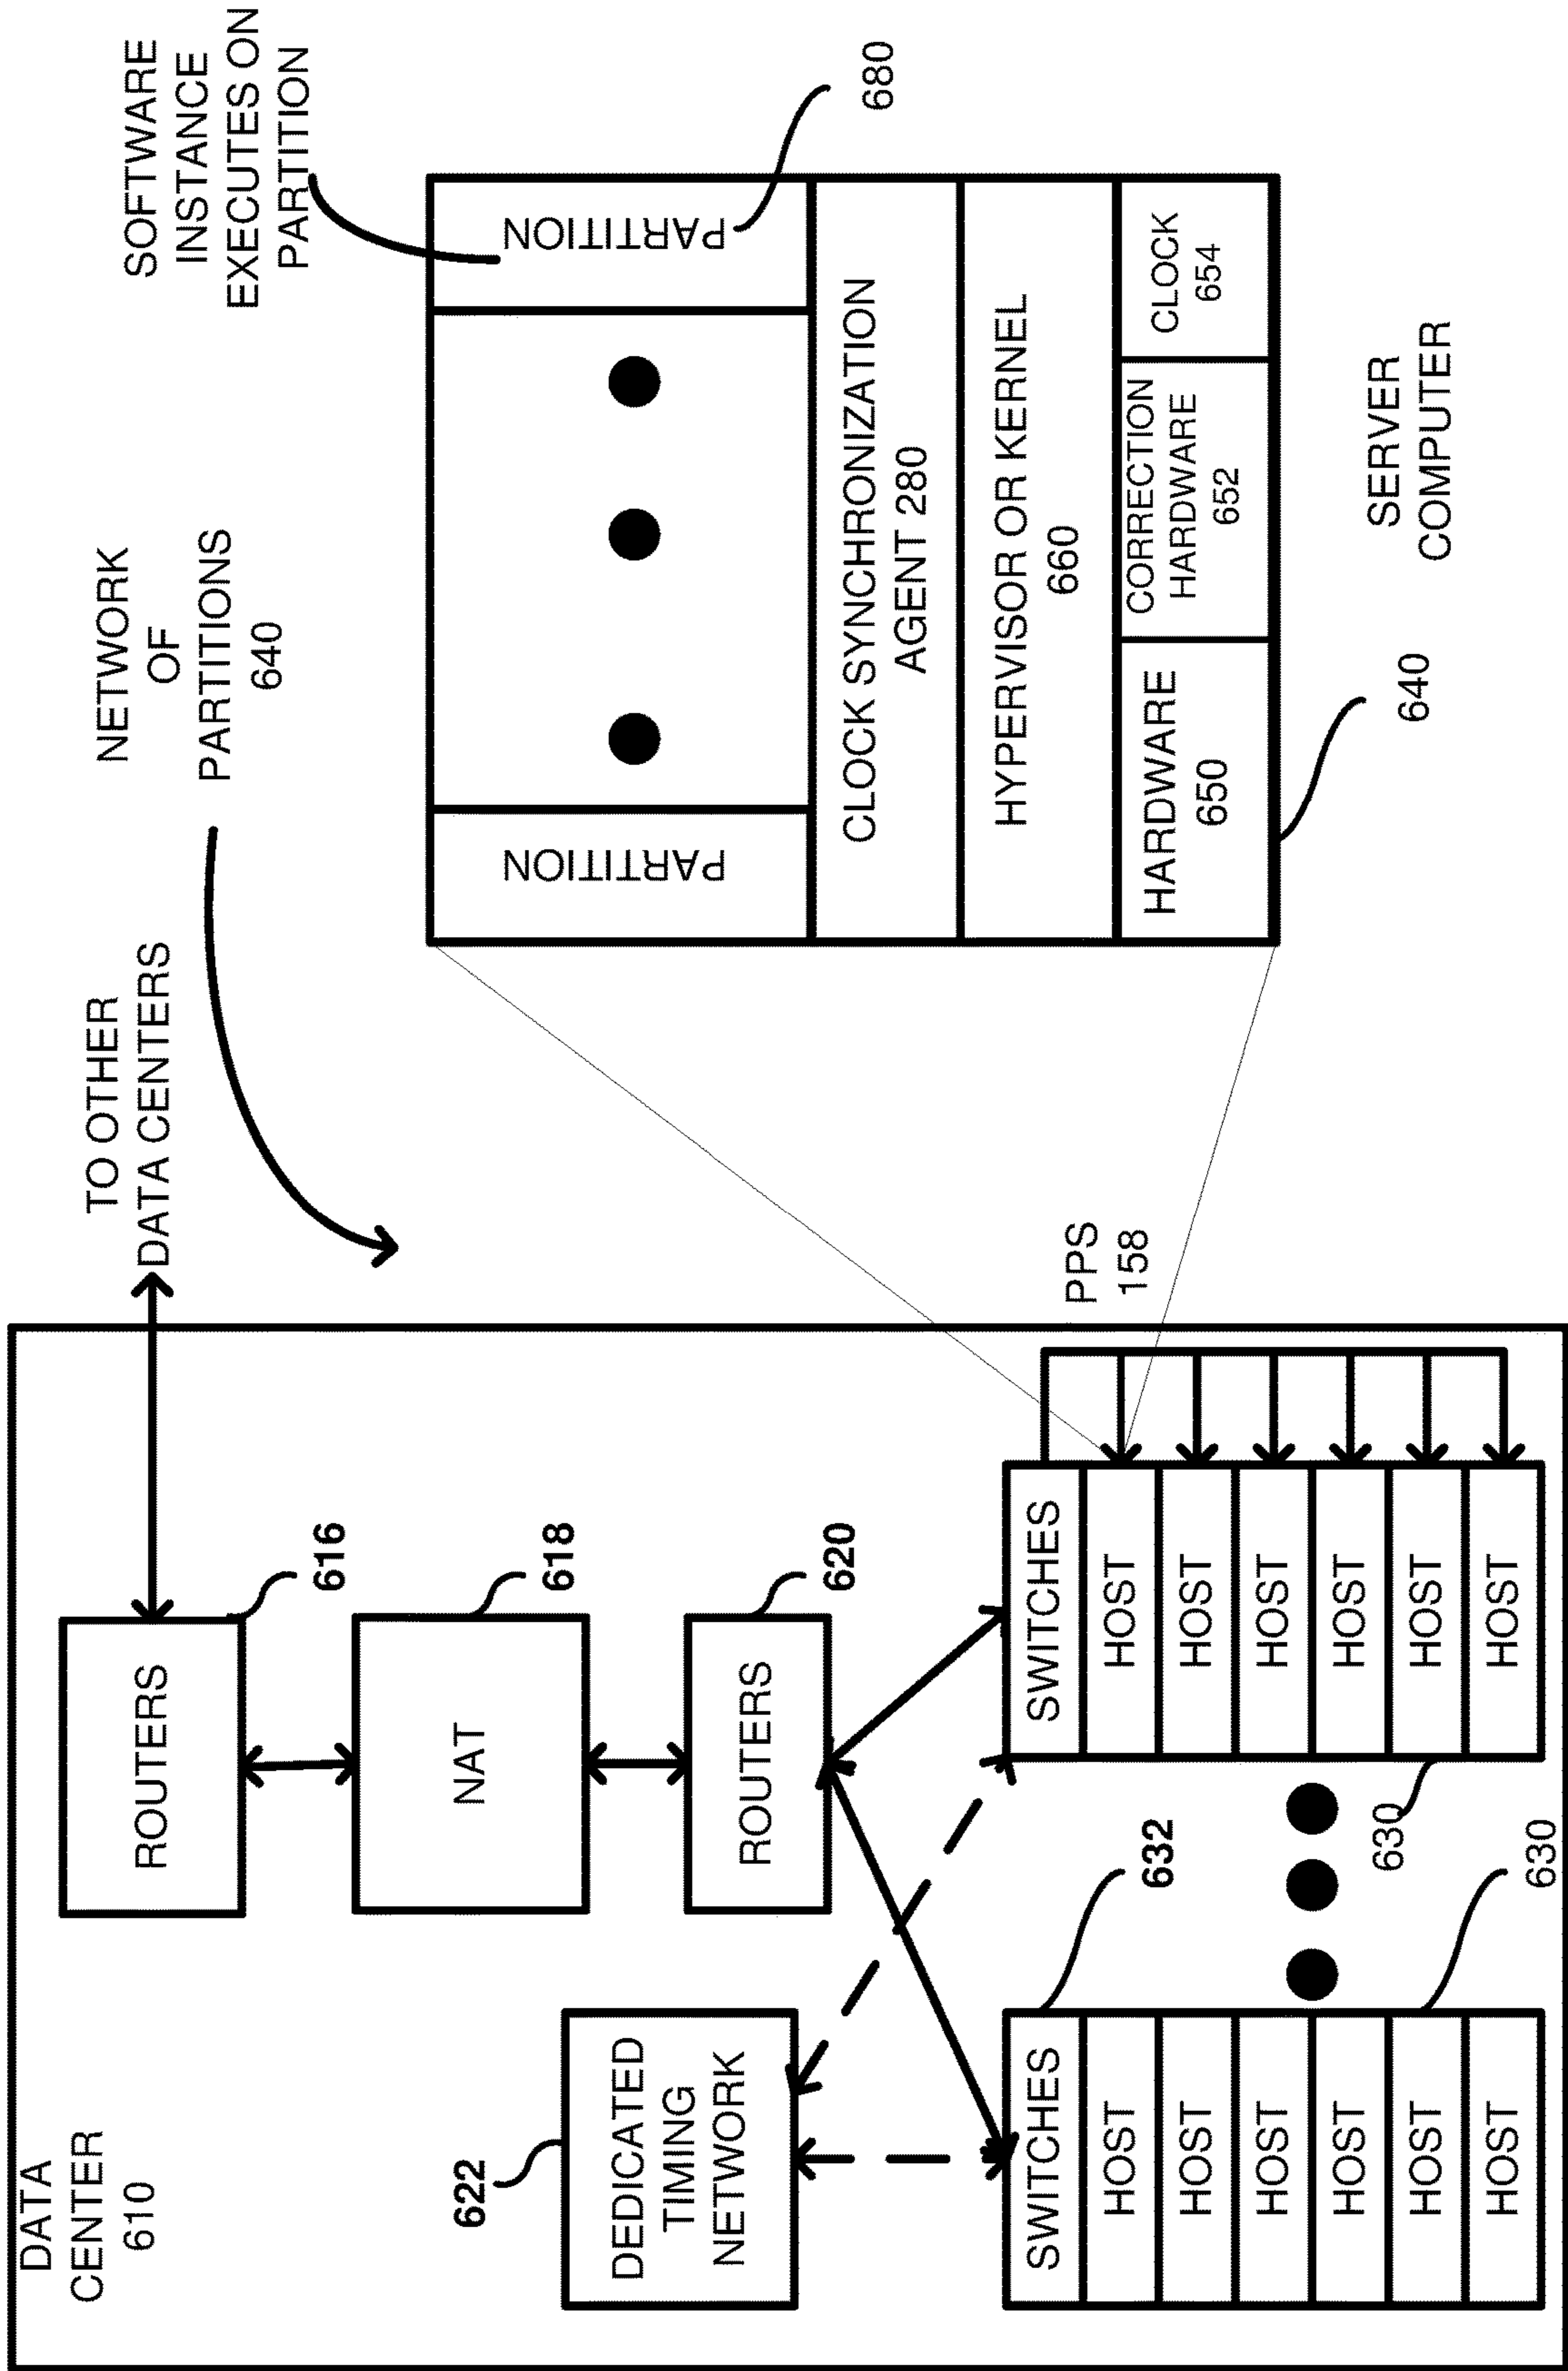 DATA
CENTER
610
ROUTERS
616
TO OTHER
DATA CENTERS
NAT
618
ROUTERS
620
622
DEDICATED
TIMING
NETWORK
SWITCHES
HOST
HOST
HOST
HOST
HOST
HOST
632
630
SWITCHES
HOST
HOST
HOST
HOST
HOST
HOST
630
PPS
158
NETWORK
OF
PARTITIONS
640
SOFTWARE
INSTANCE
EXECUTES ON
PARTITION
PARTITION
PARTITION
680
CLOCK SYNCHRONIZATION
AGENT 280
HYPERVISOR OR KERNEL
660
HARDWARE
650
CORRECTION
HARDWARE
652
CLOCK
654
640
SERVER
COMPUTER